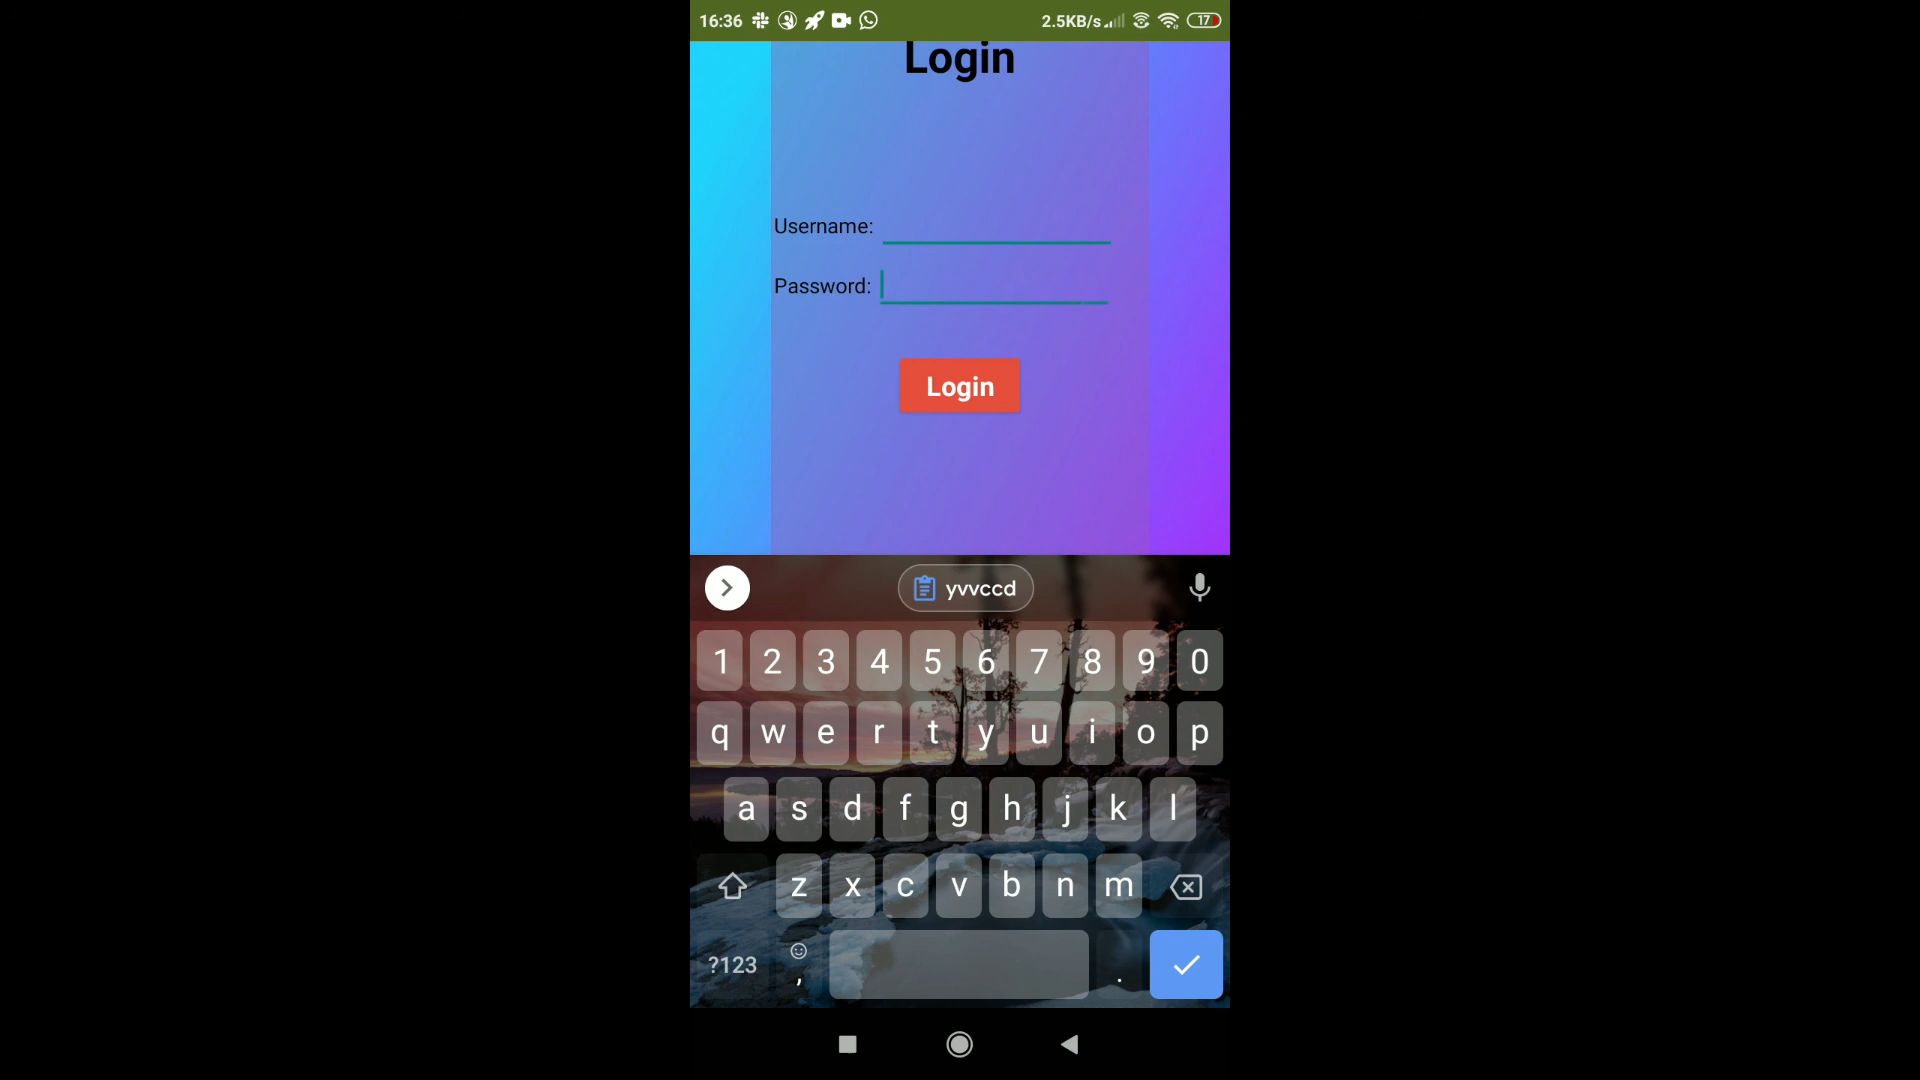 16:36 2.5KB/s 17
Login
Username:
Password:
Login
yvvccd
1 2 3 4 5 6 7 8 9 0
q w e r t y u i o p
a s d f g h j k l
z x c v b n m
?123 , .